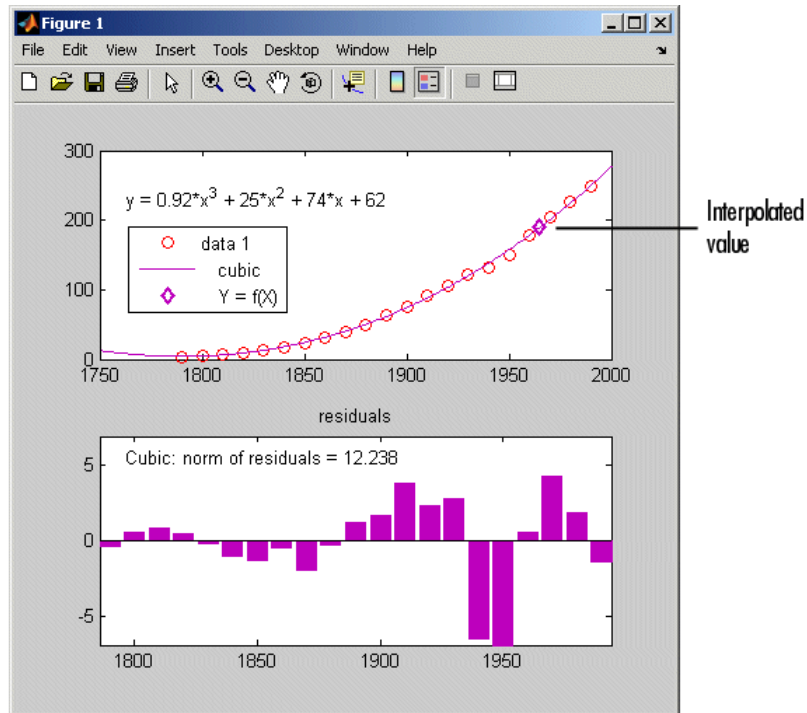 Figure 1
File Edit View Insert Tools Desktop Window Help
300
y = 0.92*x³ + 25*x² + 74*x + 62
200
data 1
cubic
Y = f(X)
100
0
1750 1800 1850 1900 1950 2000
Interpolated
value
residuals
Cubic: norm of residuals = 12.238
5
0
-5
1800 1850 1900 1950